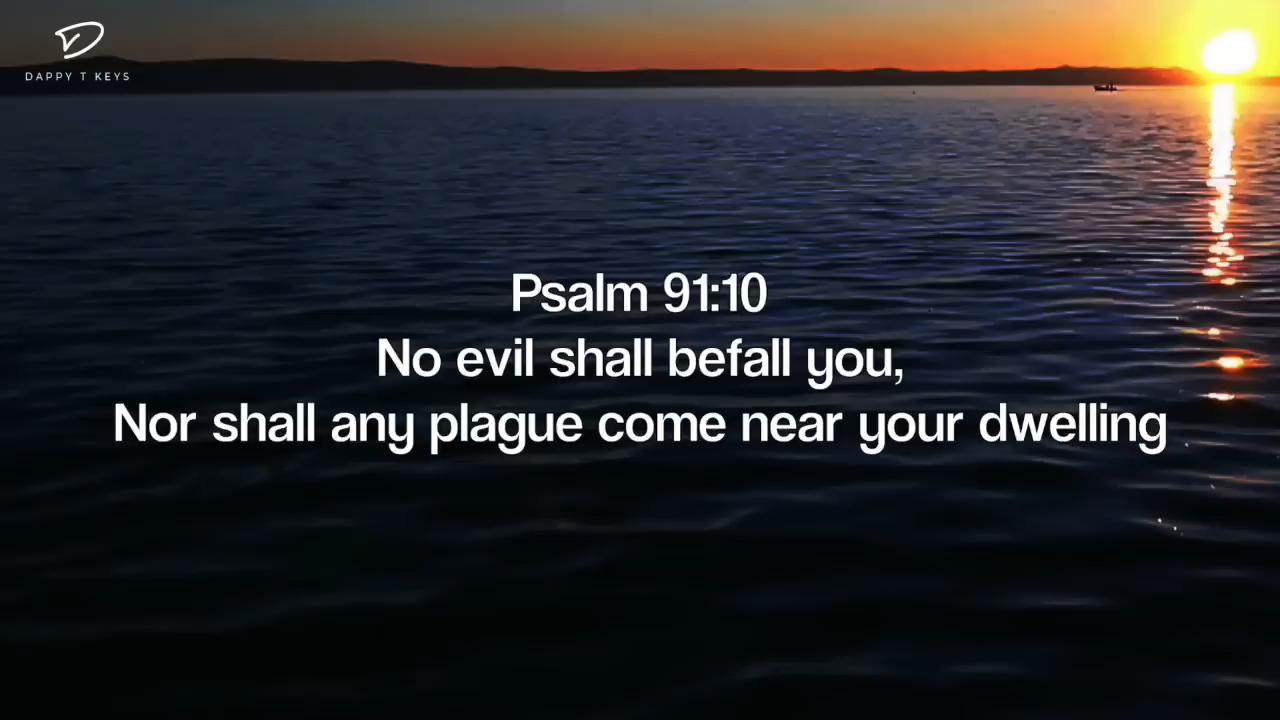 DAPPY T KEYS
Psalm 91:10
No evil shall befall you,
Nor shall any plague come near your dwelling